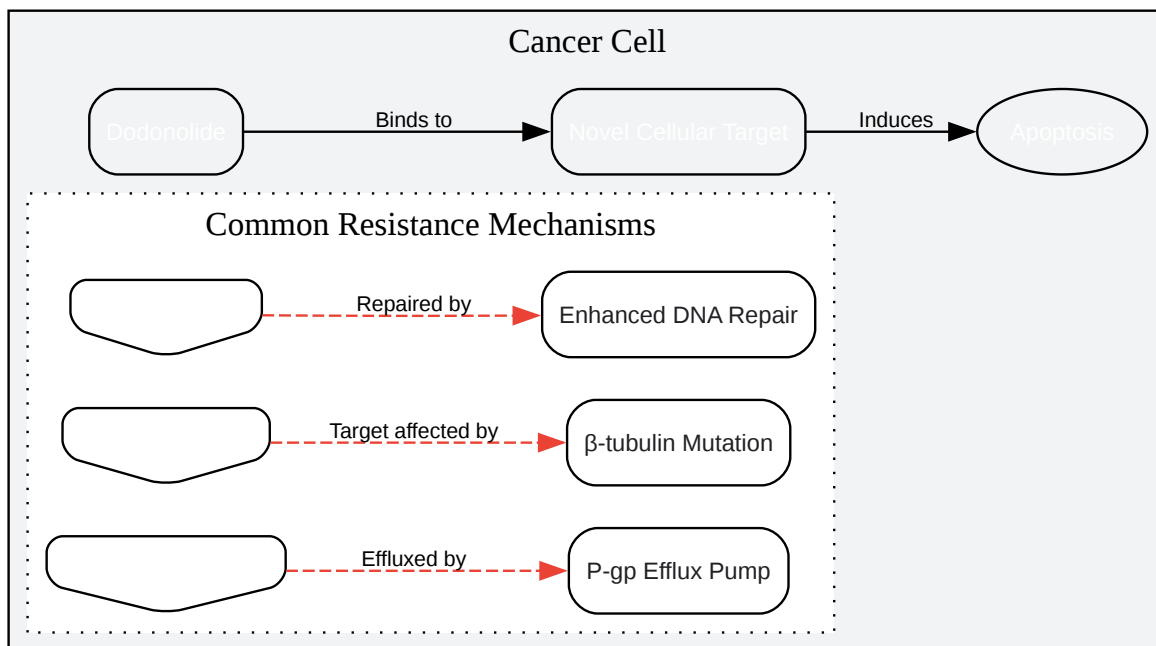 Cancer Cell
Dodonolide
Binds to
Novel Cellular Target
Induces
Apoptosis
Common Resistance Mechanisms
Repaired by
Enhanced DNA Repair
Target affected by
β-tubulin Mutation
Effluxed by
P-gp Efflux Pump